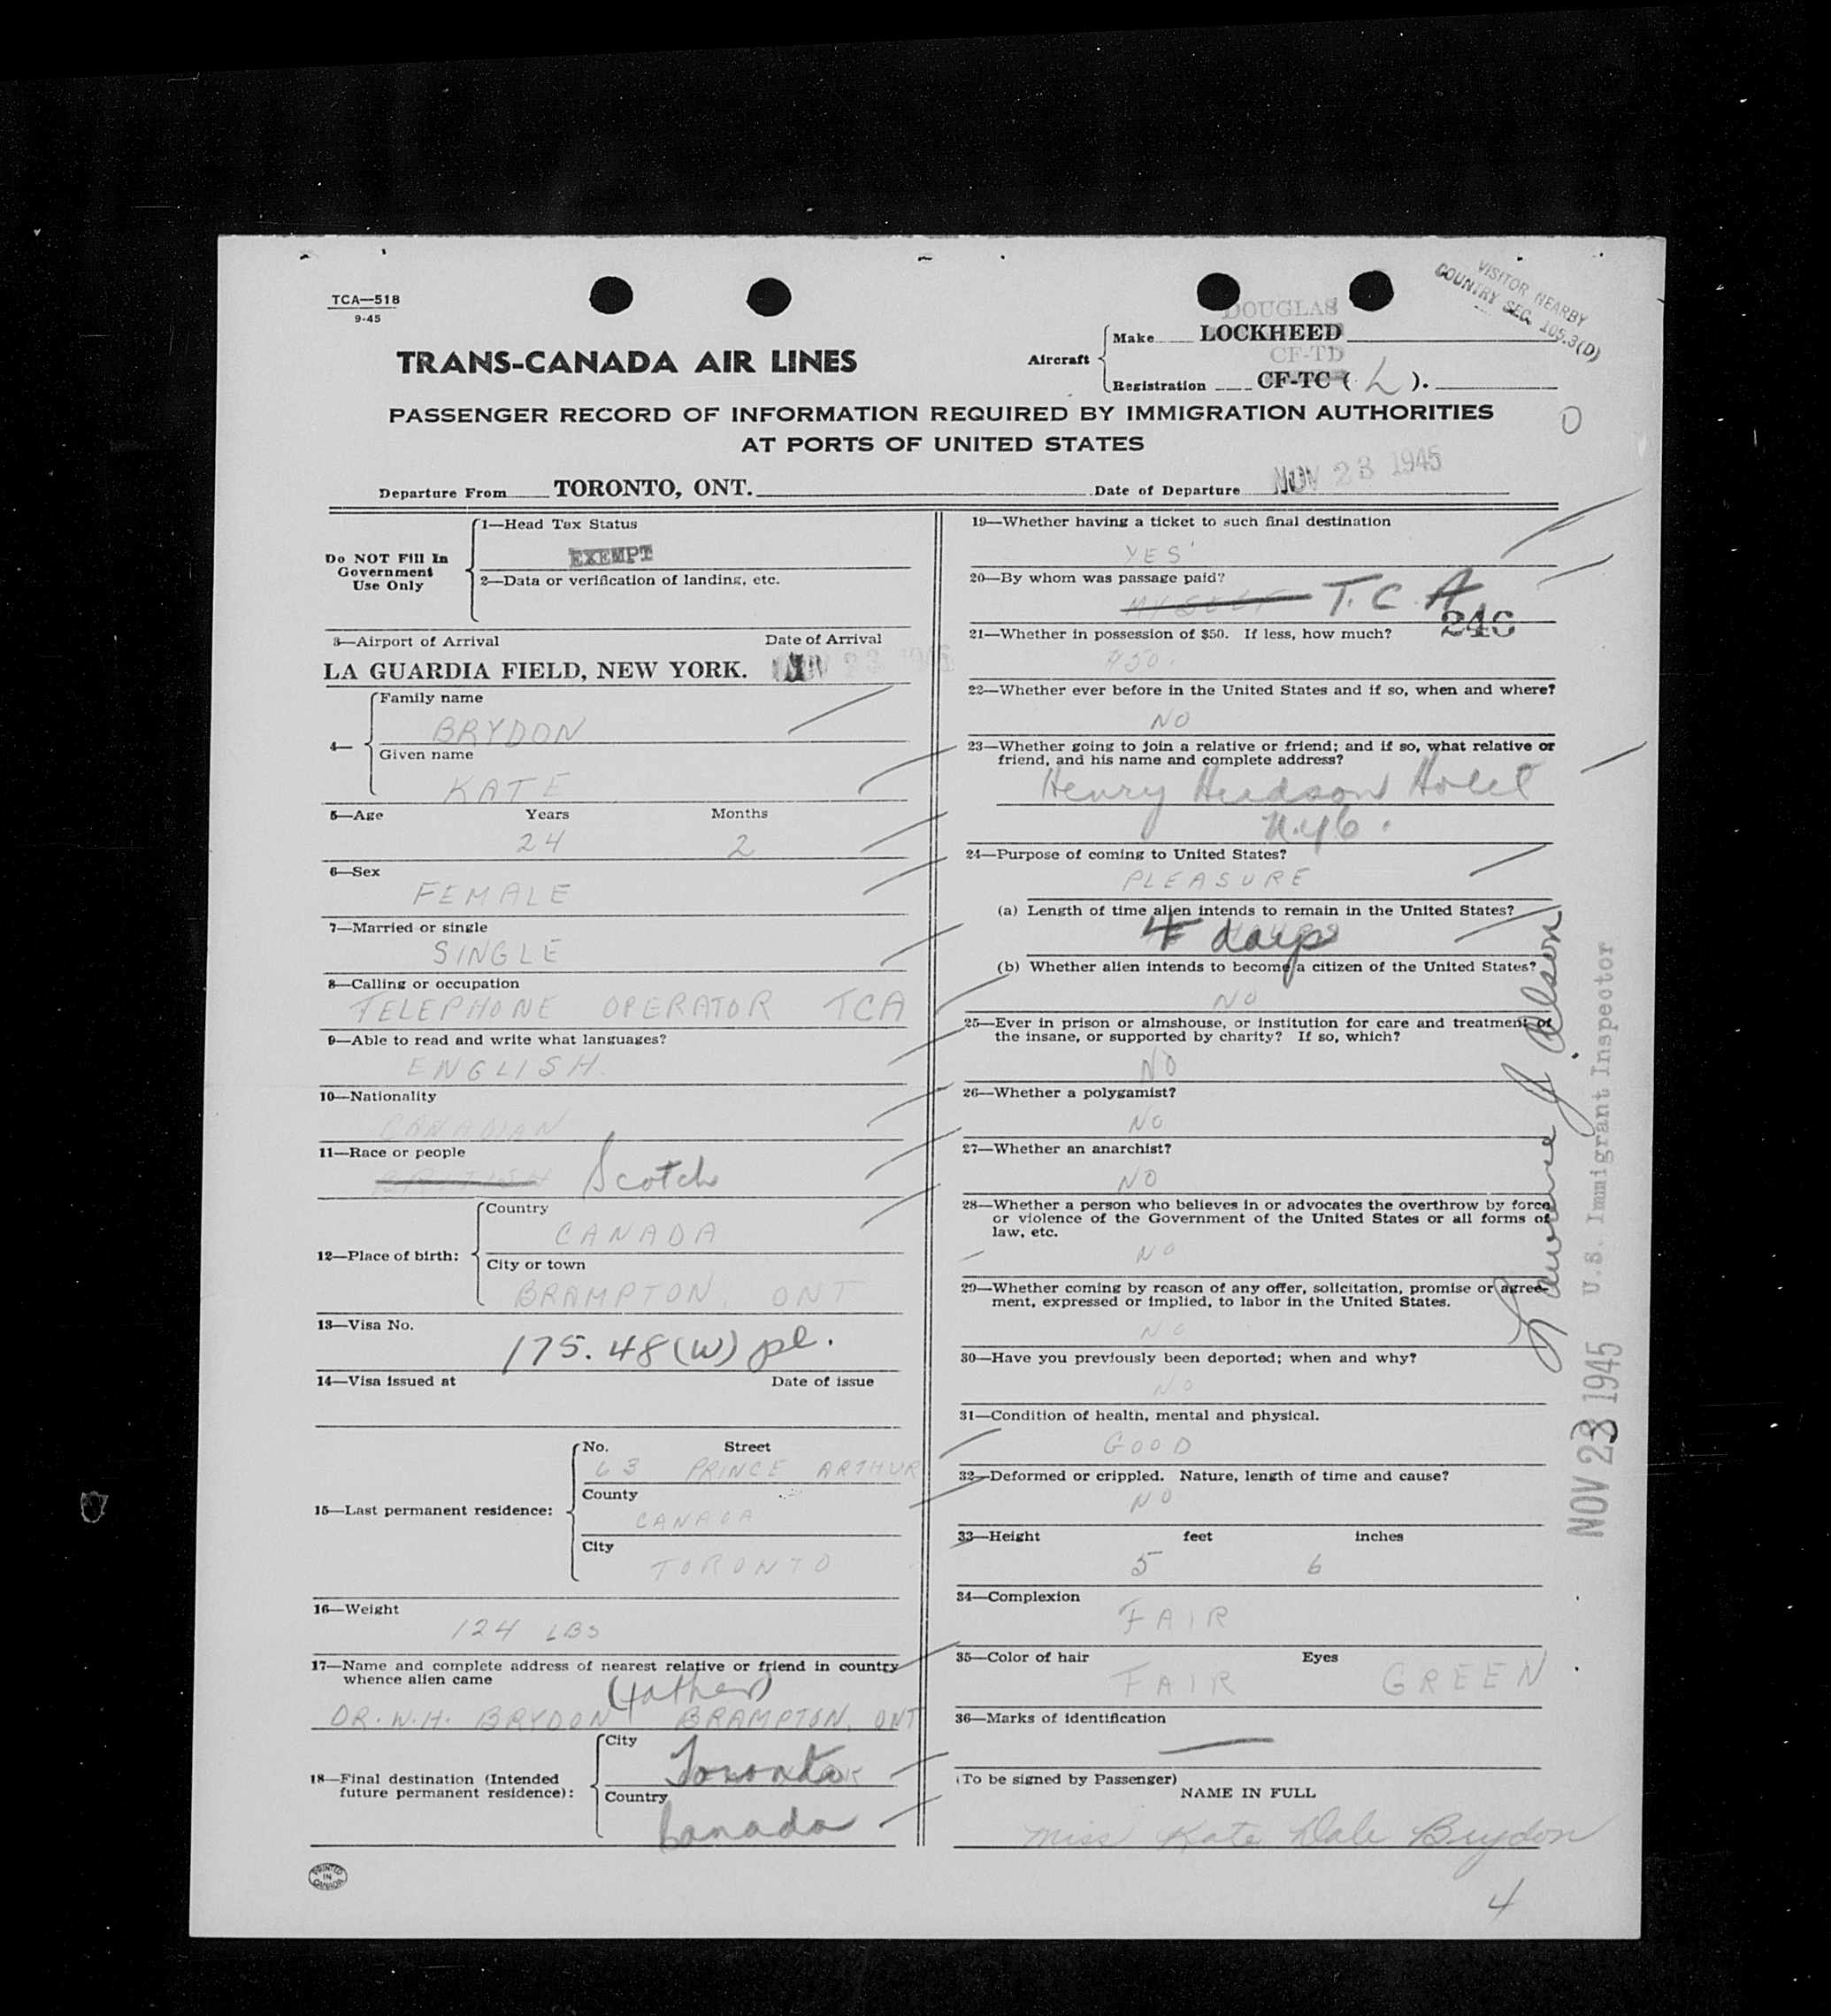 TCA—518
9-45
VISITOR NEARBY
COUNTRY SEC. 105.3(D)
DOUGLAS
Aircraft
Make LOCKHEED
CF-TD
Registration CF-TC ( L ).
TRANS-CANADA AIR LINES
PASSENGER RECORD OF INFORMATION REQUIRED BY IMMIGRATION AUTHORITIES
AT PORTS OF UNITED STATES
O
Departure From TORONTO, ONT. Date of Departure NOV 23 1945
Do NOT Fill In
Government
Use Only
1—Head Tax Status
EXEMPT
2—Data or verification of landing, etc.
3—Airport of Arrival Date of Arrival
LA GUARDIA FIELD, NEW YORK. NOV 23 1945
4—
Family name
BRYDON
Given name
KATE
5—Age Years Months
24 2
6—Sex
FEMALE
7—Married or single
SINGLE
8—Calling or occupation
TELEPHONE OPERATOR TCA
9—Able to read and write what languages?
ENGLISH.
10—Nationality
CANADIAN
11—Race or people
BRITISH Scotch
12—Place of birth:
Country
CANADA
City or town
BRAMPTON, ONT
13—Visa No.
175.48(W) pl.
14—Visa issued at Date of issue
15—Last permanent residence:
No. Street
63 PRINCE ARTHUR
County
CANADA
City
TORONTO
16—Weight
124 LBS
17—Name and complete address of nearest relative or friend in country
whence alien came
(father)
DR. W.H. BRYDON BRAMPTON, ONT
18—Final destination (Intended
future permanent residence):
City
Toronto
Country
Canada
PRINTED
IN
CANADA
19—Whether having a ticket to such final destination
YES
20—By whom was passage paid?
MYSELF T.C.A
246
21—Whether in possession of $50. If less, how much?
$50.
22—Whether ever before in the United States and if so, when and where?
NO
23—Whether going to join a relative or friend; and if so, what relative or
friend, and his name and complete address?
Henry Hudson Hotel
N.Y.C.
24—Purpose of coming to United States?
PLEASURE
(a) Length of time alien intends to remain in the United States?
4 days
(b) Whether alien intends to become a citizen of the United States?
NO
25—Ever in prison or almshouse, or institution for care and treatment of
the insane, or supported by charity? If so, which?
NO
26—Whether a polygamist?
NO
27—Whether an anarchist?
NO
28—Whether a person who believes in or advocates the overthrow by force
or violence of the Government of the United States or all forms of
law, etc.
NO
29—Whether coming by reason of any offer, solicitation, promise or agree-
ment, expressed or implied, to labor in the United States.
NO
30—Have you previously been deported; when and why?
NO
31—Condition of health, mental and physical.
GOOD
32—Deformed or crippled. Nature, length of time and cause?
NO
33—Height feet inches
5 6
34—Complexion
FAIR
35—Color of hair Eyes
FAIR GREEN
36—Marks of identification
—
(To be signed by Passenger)
NAME IN FULL
Miss Kate Dale Brydon
4
Lawrence J. Olson
NOV 23 1945 U.S. Immigrant Inspector